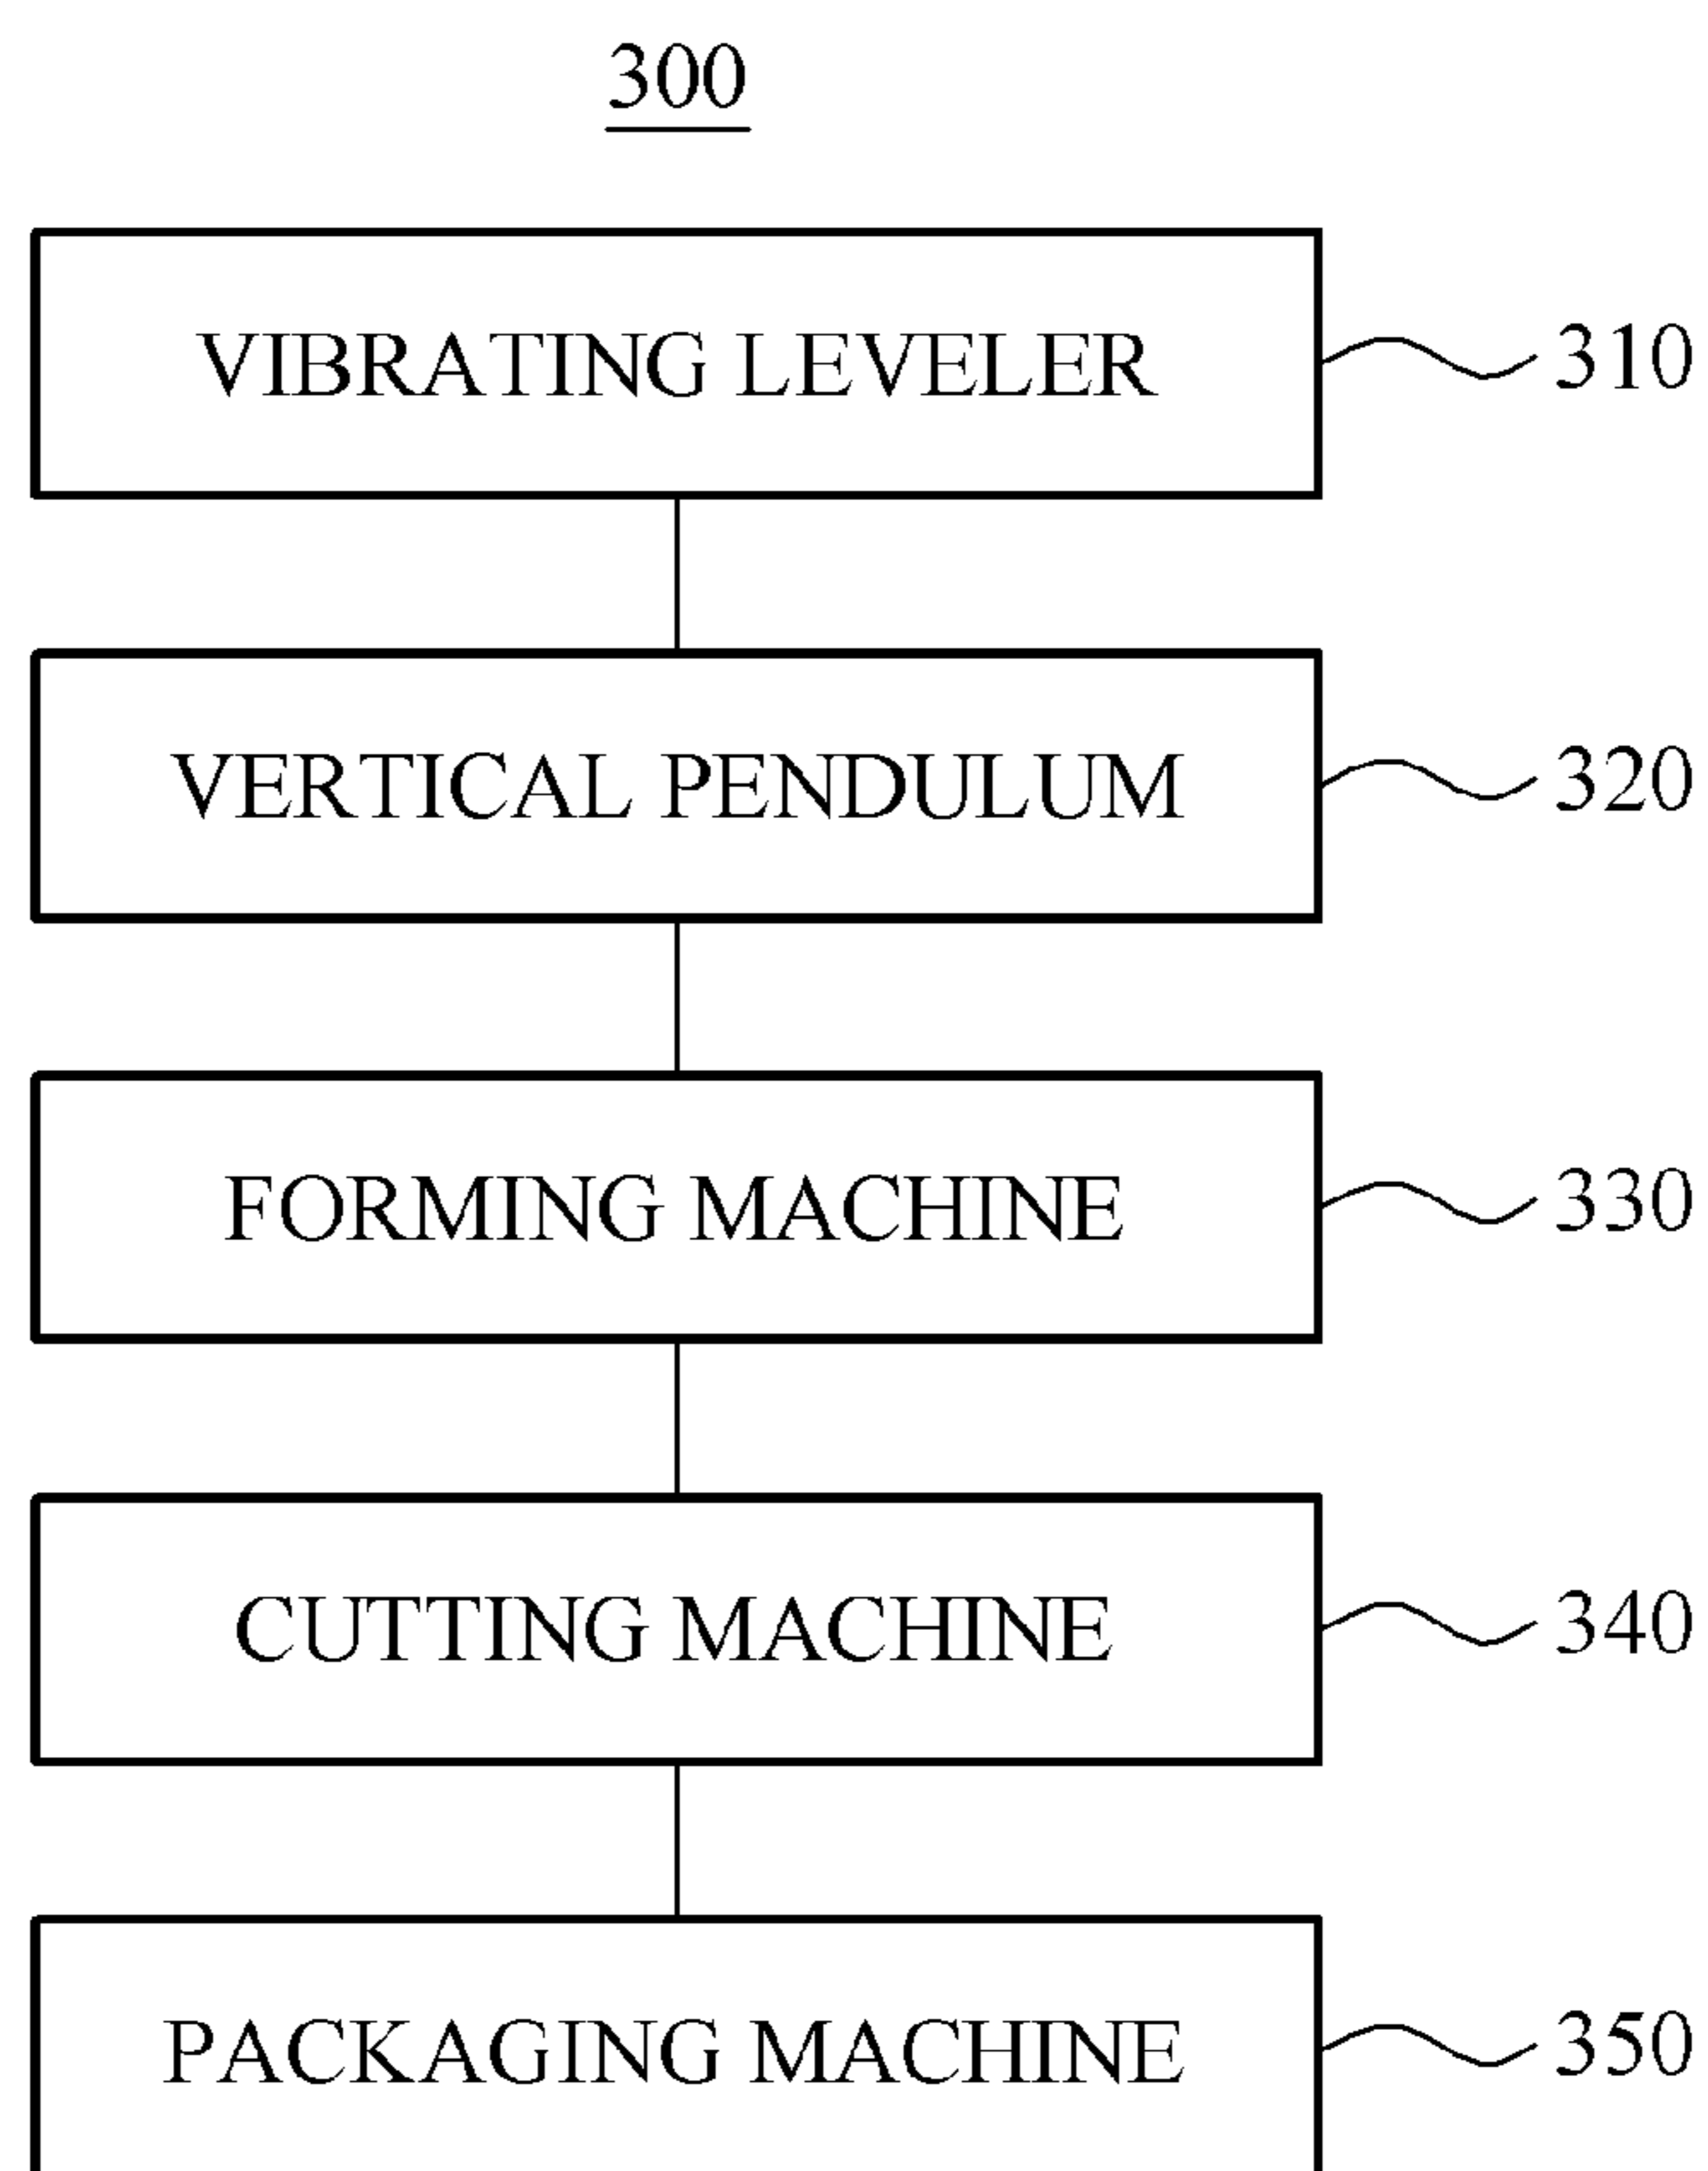 300
VIBRATING LEVELER
310
VERTICAL PENDULUM
320
FORMING MACHINE
330
CUTTING MACHINE
340
PACKAGING MACHINE
350